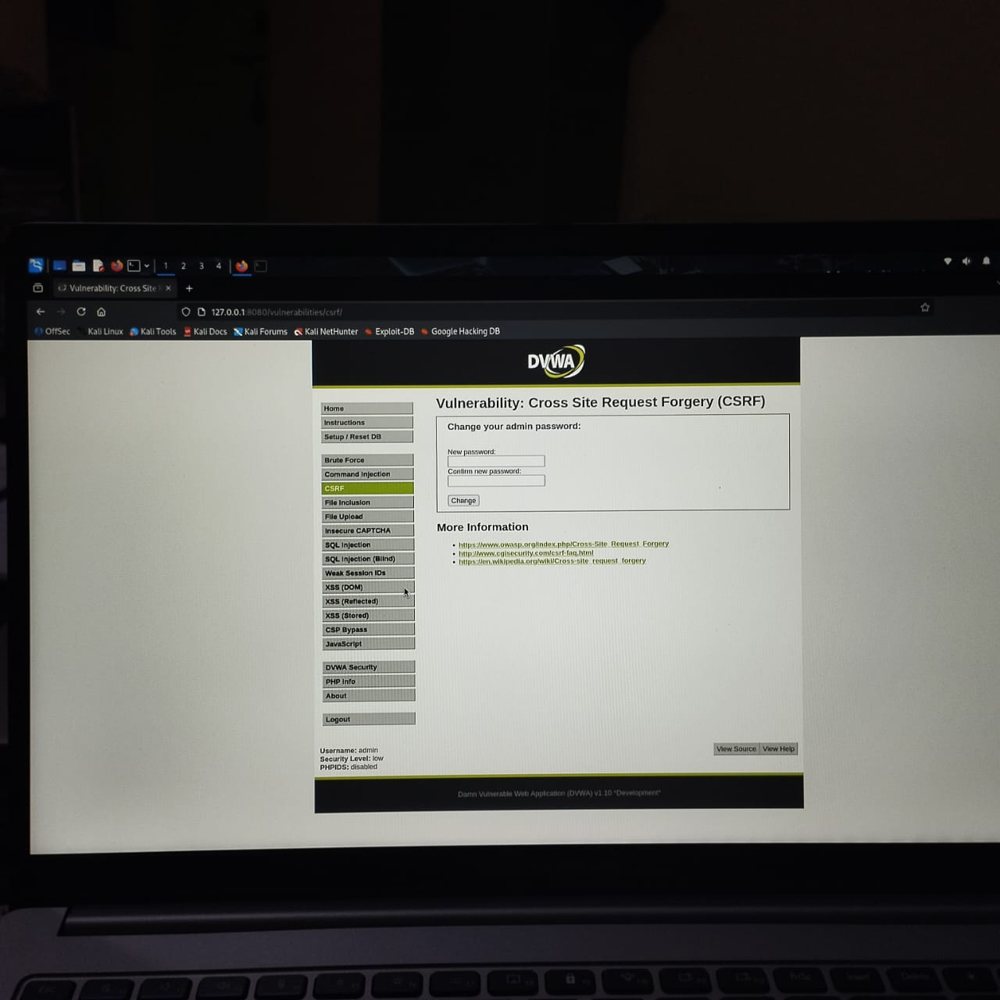 1 2 3 4
Vulnerability: Cross Site
127.0.0.1:8080/vulnerabilities/csrf/
OffSec Kali Linux Kali Tools Kali Docs Kali Forums Kali NetHunter Exploit-DB Google Hacking DB
DVWA
Home
Instructions
Setup / Reset DB
Brute Force
Command Injection
CSRF
File Inclusion
File Upload
Insecure CAPTCHA
SQL Injection
SQL Injection (Blind)
Weak Session IDs
XSS (DOM)
XSS (Reflected)
XSS (Stored)
CSP Bypass
JavaScript
DVWA Security
PHP Info
About
Logout
Vulnerability: Cross Site Request Forgery (CSRF)
Change your admin password:
New password:
Confirm new password:
Change
More Information
https://www.owasp.org/index.php/Cross-Site_Request_Forgery
http://www.cgisecurity.com/csrf-faq.html
https://en.wikipedia.org/wiki/Cross-site_request_forgery
Username: admin
Security Level: low
PHPIDS: disabled
View Source View Help
Damn Vulnerable Web Application (DVWA) v1.10 *Development*
Esc
PrtSc Insert Delete